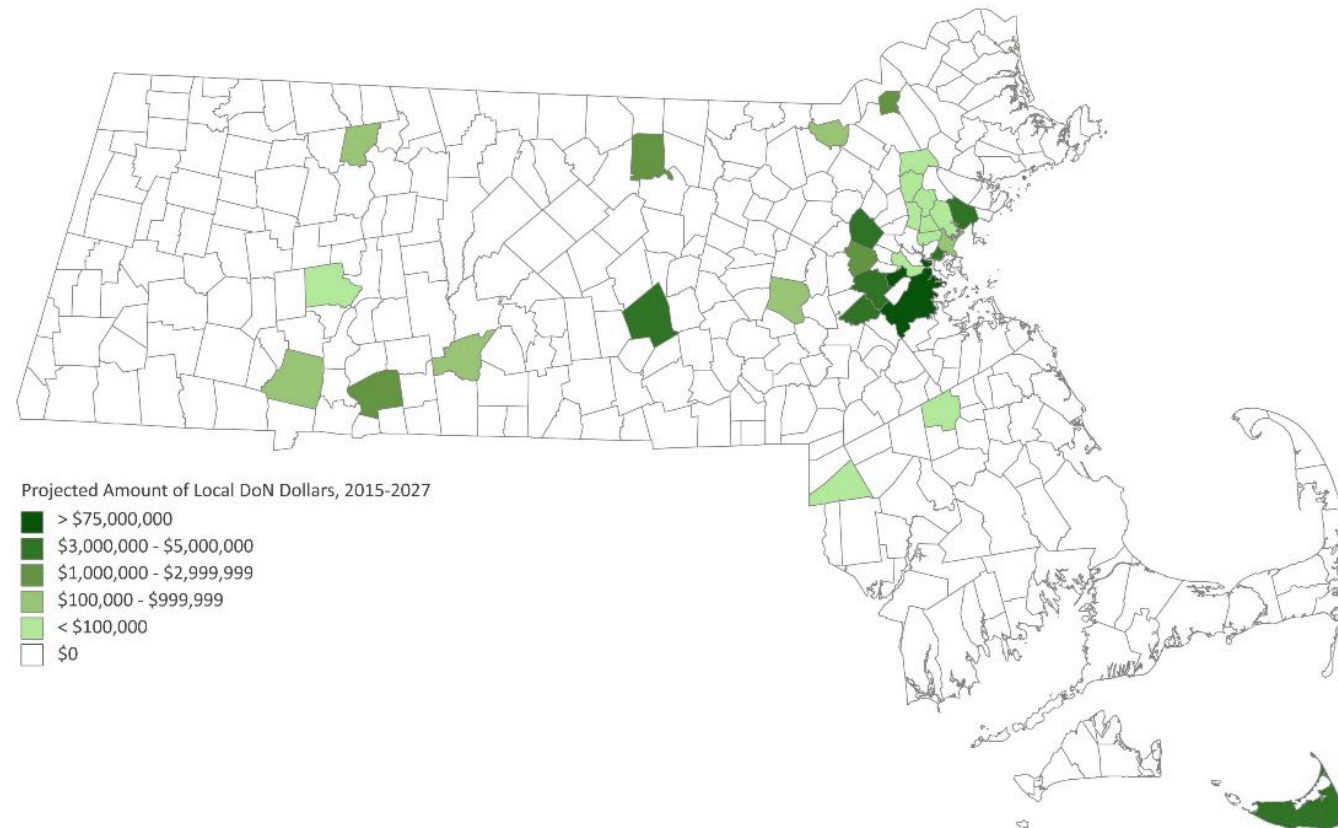 Projected Amount of Local DoN Dollars, 2015-2027
> $75,000,000
$3,000,000 - $5,000,000
$1,000,000 - $2,999,999
$100,000 - $999,999
< $100,000
$0